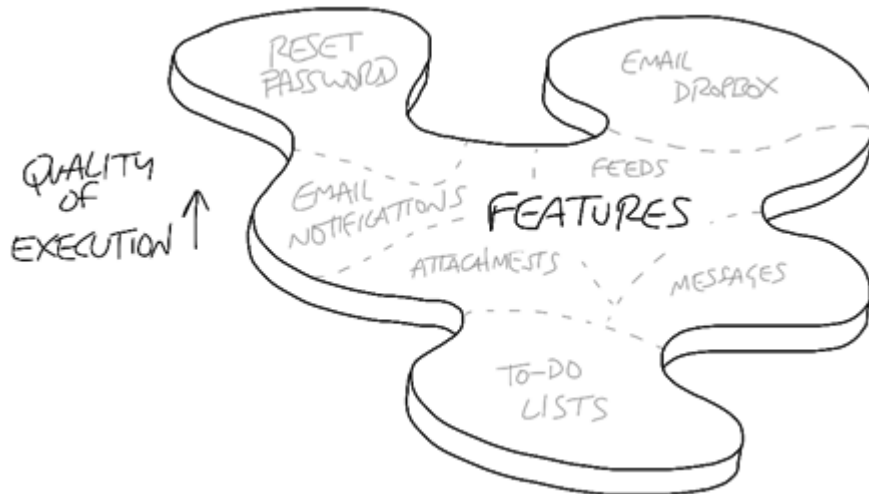 RESET
PASSWORD
EMAIL
DROPBOX
QUALITY
OF
EXECUTION
EMAIL
NOTIFICATIONS
FEEDS
FEATURES
ATTACHMESTS
MESSAGES
TO-DO
LISTS